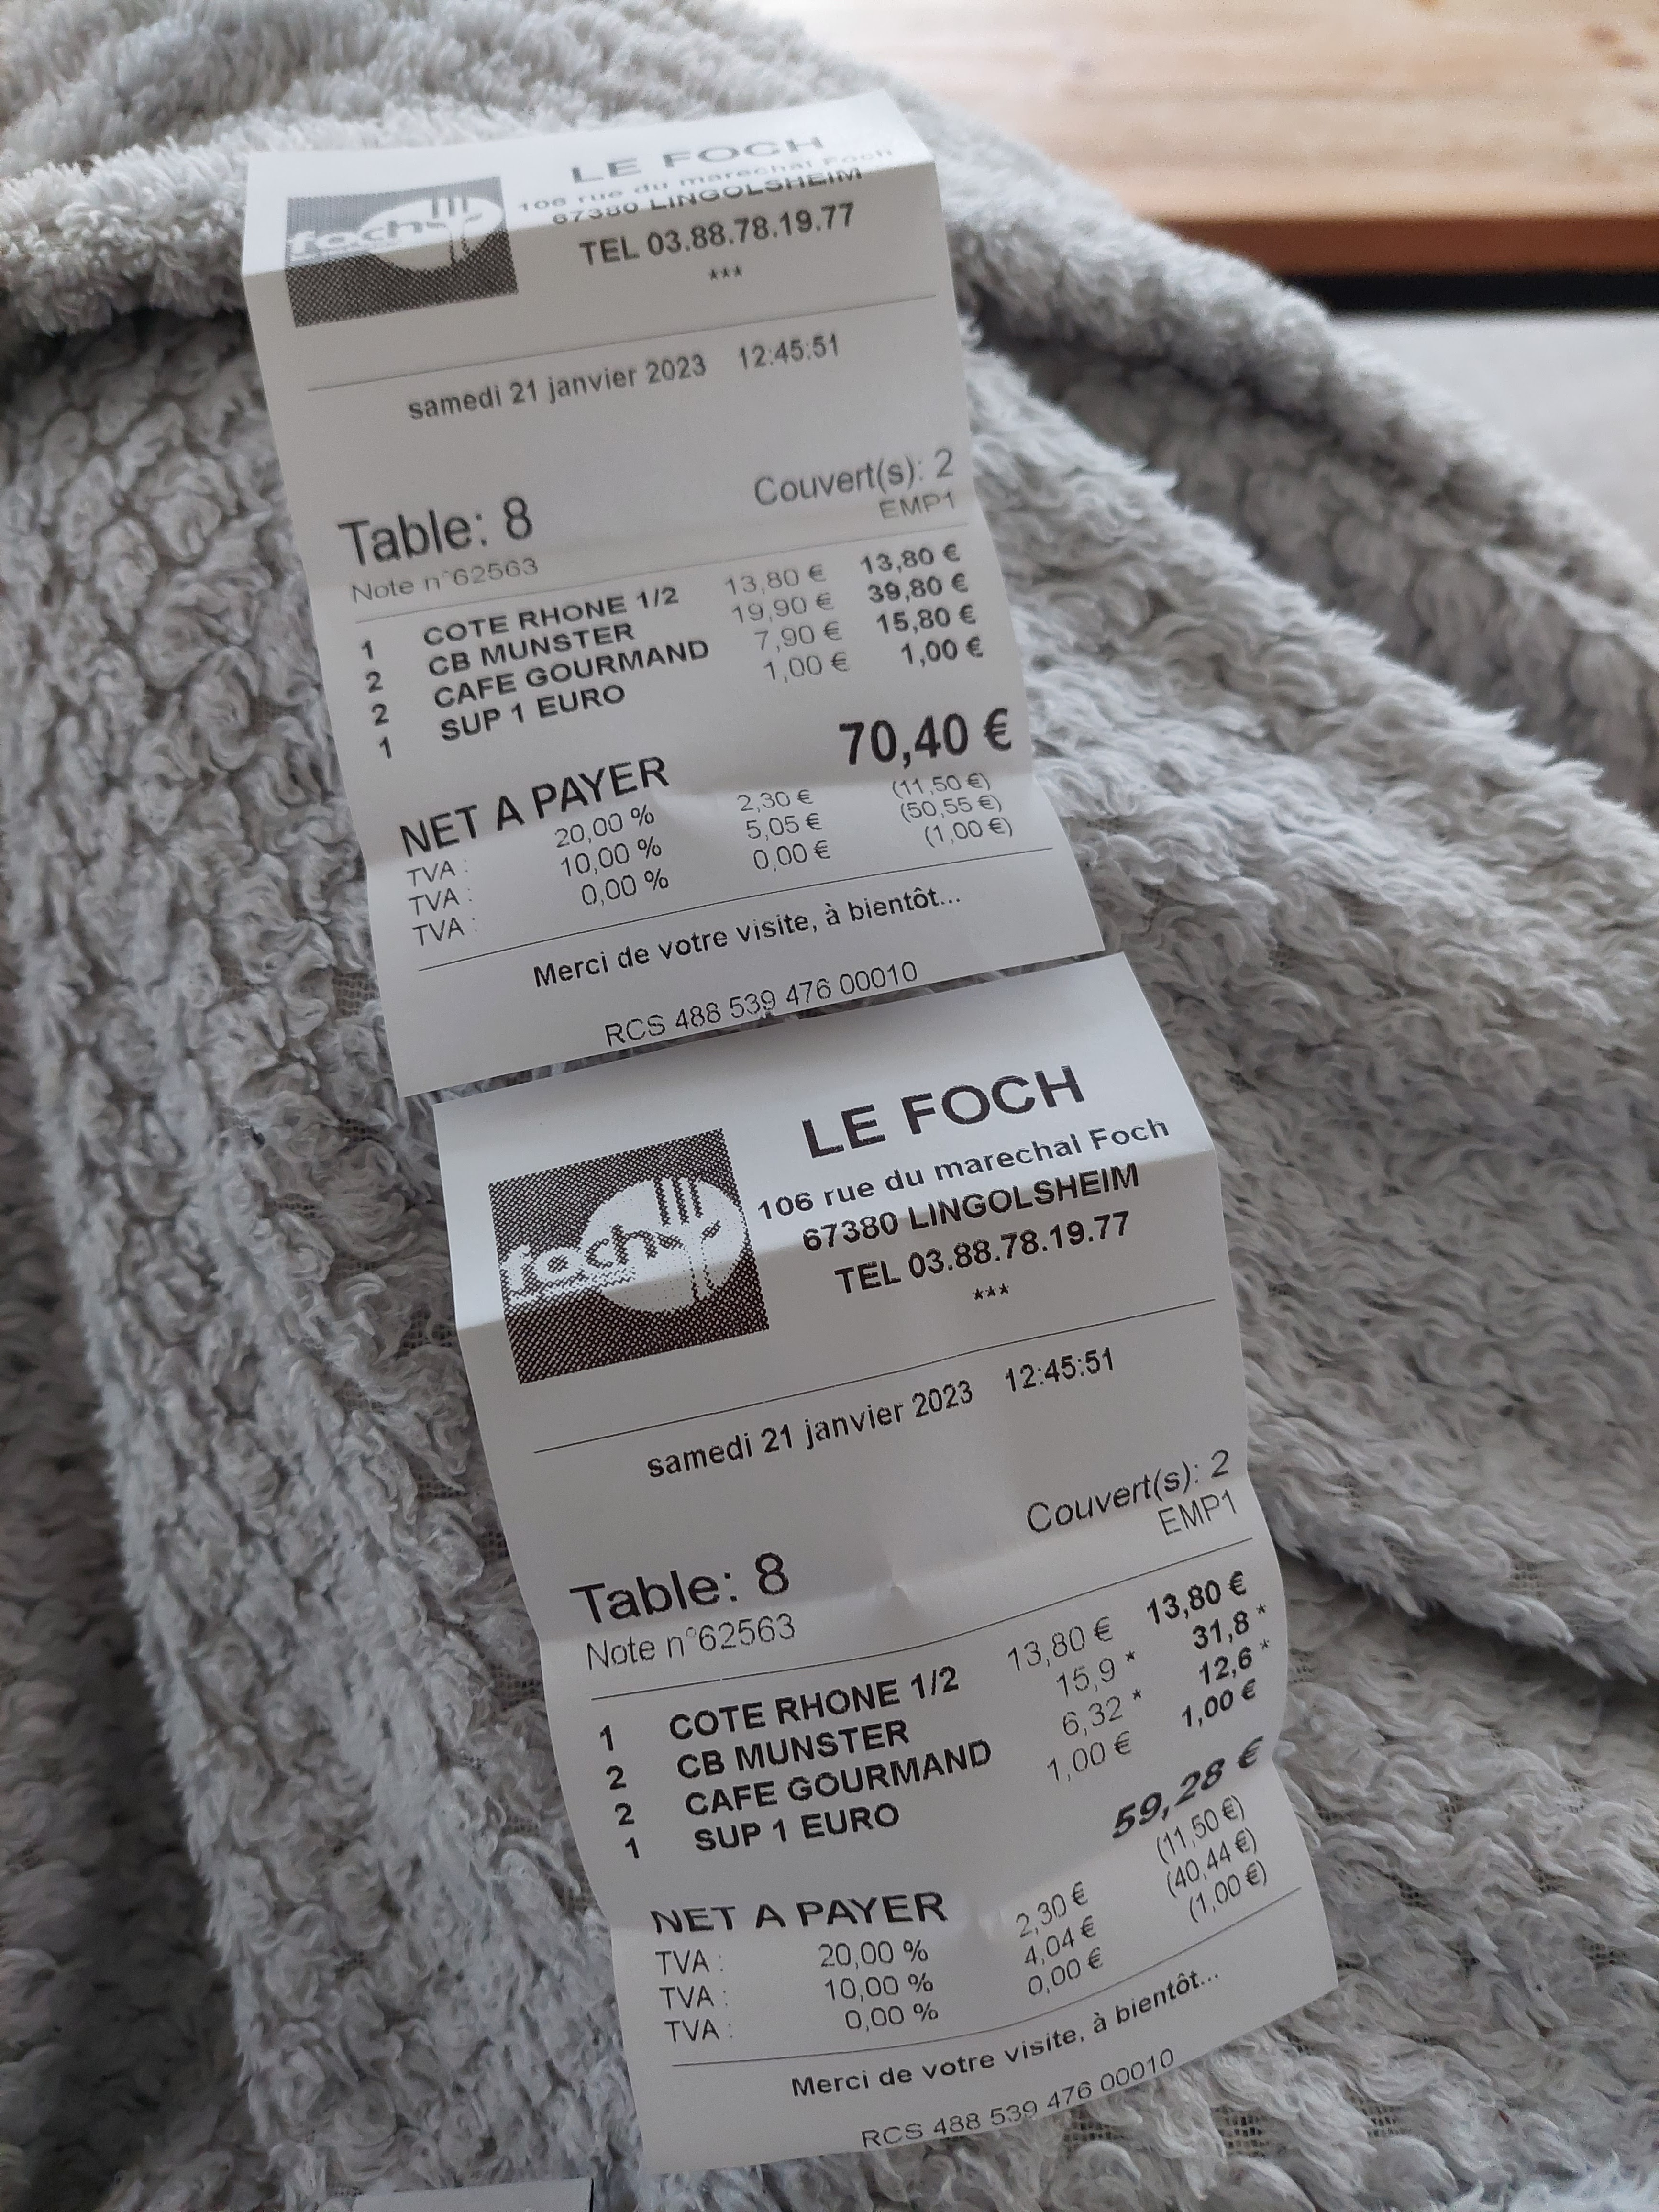 foch
LE FOCH
106 rue du marechal Foch
67380 LINGOLSHEIM
TEL 03.88.78.19.77
***
samedi 21 janvier 2023 12:45:51
Couvert(s): 2
Table: 8 EMP1
Note n°62563
1 COTE RHONE 1/2 13,80 € 13,80 €
2 CB MUNSTER 19,90 € 39,80 €
2 CAFE GOURMAND 7,90 € 15,80 €
1 SUP 1 EURO 1,00 € 1,00 €
NET A PAYER 70,40 €
TVA : 20,00 % 2,30 € (11,50 €)
TVA : 10,00 % 5,05 € (50,55 €)
TVA : 0,00 % 0,00 € (1,00 €)
Merci de votre visite, à bientôt...
RCS 488 539 476 00010
foch
LE FOCH
106 rue du marechal Foch
67380 LINGOLSHEIM
TEL 03.88.78.19.77
***
samedi 21 janvier 2023 12:45:51
Couvert(s): 2
Table: 8 EMP1
Note n°62563
1 COTE RHONE 1/2 13,80 € 13,80 €
2 CB MUNSTER 15,9 * 31,8 *
2 CAFE GOURMAND 6,32 * 12,6 *
1 SUP 1 EURO 1,00 € 1,00 €
NET A PAYER 59,28 €
TVA : 20,00 % 2,30 € (11,50 €)
TVA : 10,00 % 4,04 € (40,44 €)
TVA : 0,00 % 0,00 € (1,00 €)
Merci de votre visite, à bientôt...
RCS 488 539 476 00010